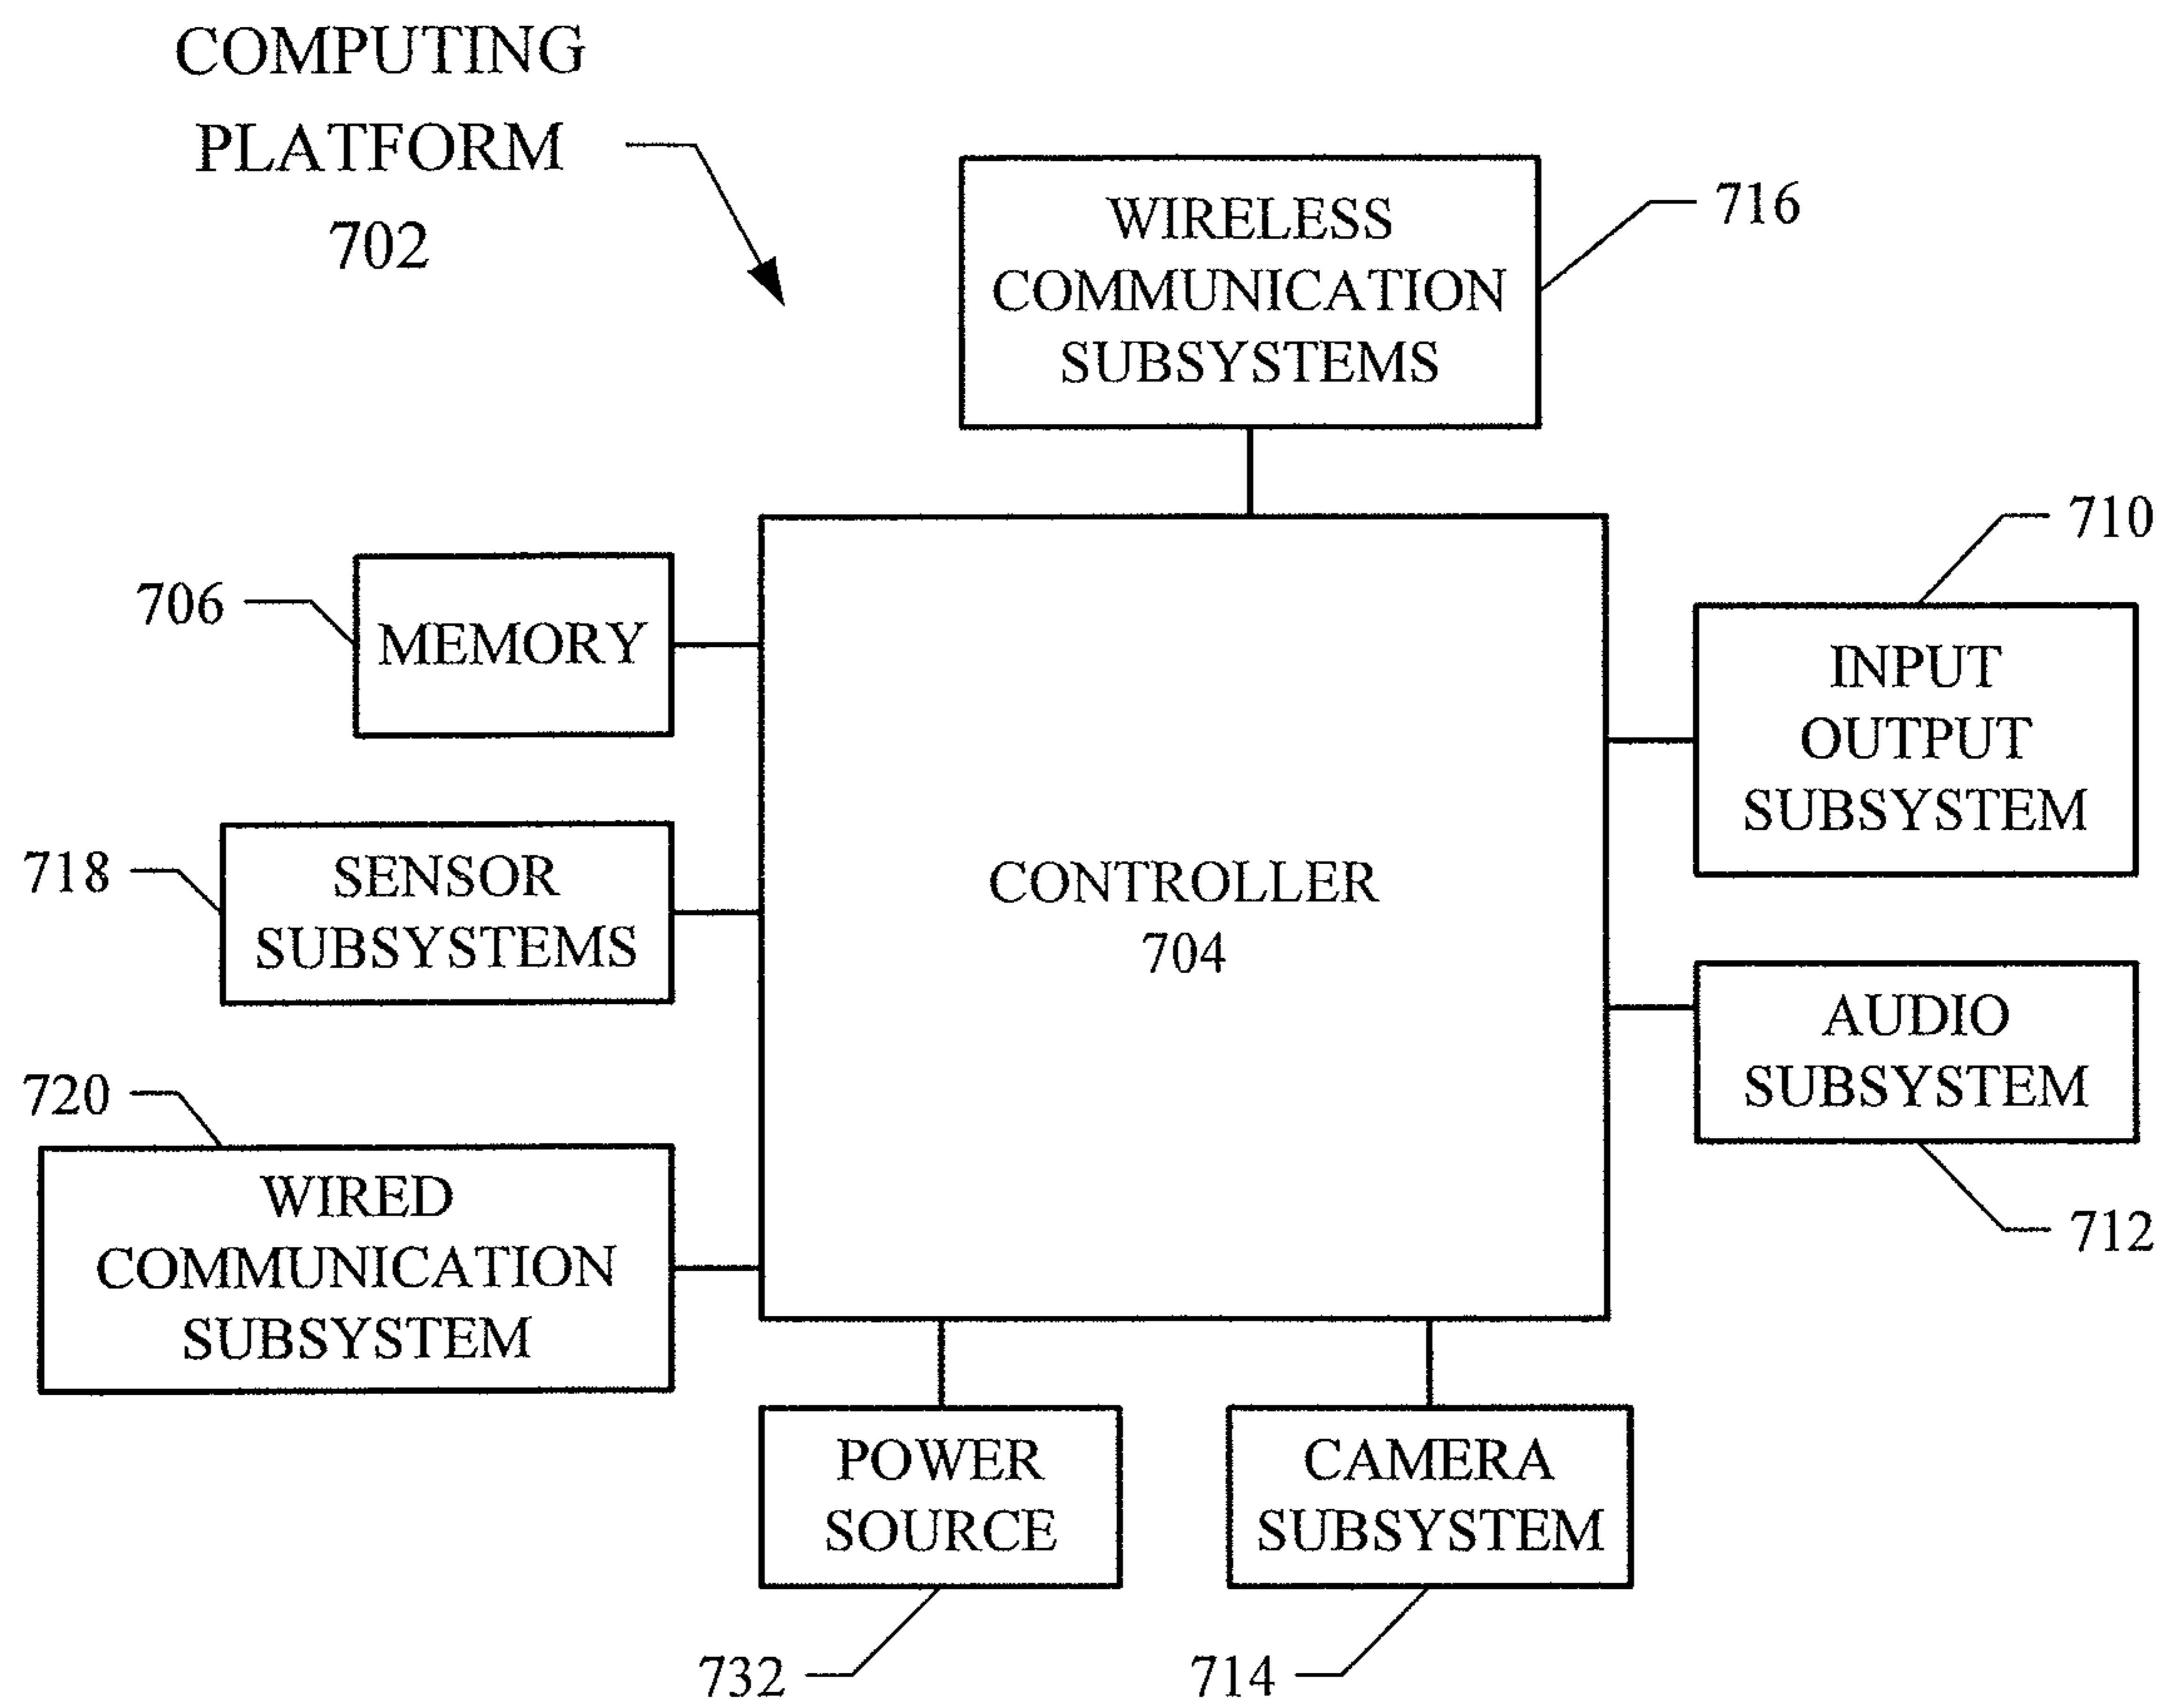 COMPUTING
PLATFORM
702
WIRELESS
COMMUNICATION
SUBSYSTEMS
716
706
MEMORY
710
INPUT
OUTPUT
SUBSYSTEM
718
SENSOR
SUBSYSTEMS
CONTROLLER
704
AUDIO
SUBSYSTEM
712
720
WIRED
COMMUNICATION
SUBSYSTEM
POWER
SOURCE
732
CAMERA
SUBSYSTEM
714